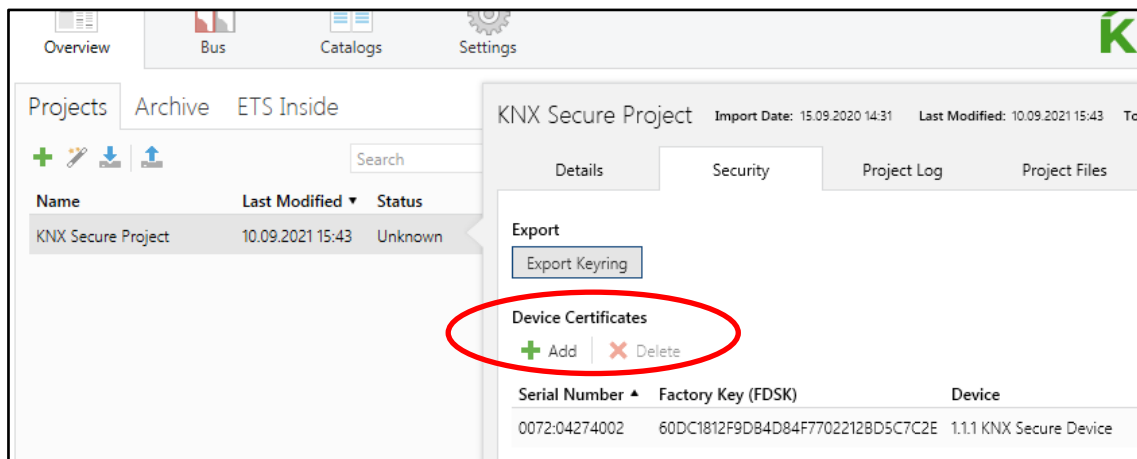 Overview Bus Catalogs Settings
Projects Archive ETS Inside
Search
Name Last Modified ▼ Status
KNX Secure Project 10.09.2021 15:43 Unknown
KNX Secure Project Import Date: 15.09.2020 14:31 Last Modified: 10.09.2021 15:43
Details Security Project Log Project Files
Export
Export Keyring
Device Certificates
Add Delete
Serial Number ▲ Factory Key (FDSK) Device
0072:04274002 60DC1812F9DB4D84F7702212BD5C7C2E 1.1.1 KNX Secure Device